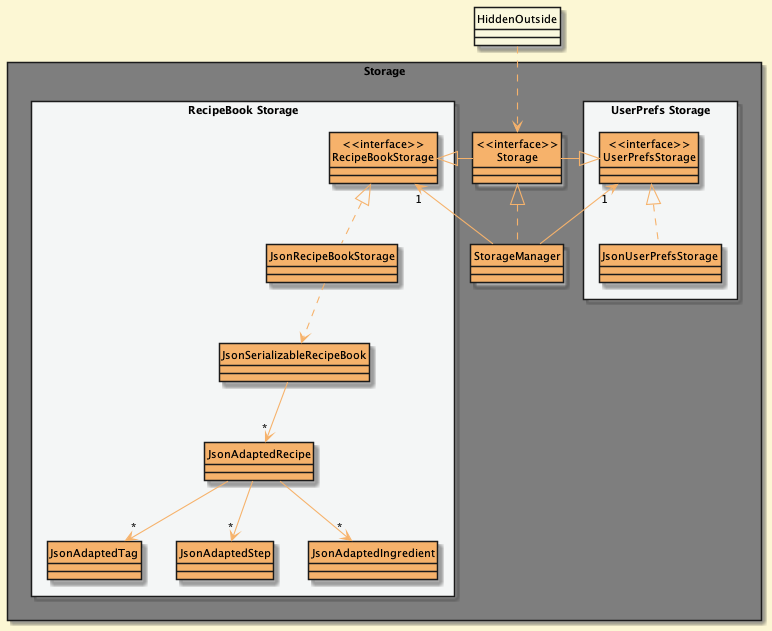 HiddenOutside
Storage
RecipeBook Storage
UserPrefs Storage
<<interface>>
RecipeBookStorage
<<interface>>
Storage
<<interface>>
UserPrefsStorage
1
1
JsonRecipeBookStorage
StorageManager
JsonUserPrefsStorage
JsonSerializableRecipeBook
*
JsonAdaptedRecipe
*
*
*
JsonAdaptedTag
JsonAdaptedStep
JsonAdaptedIngredient